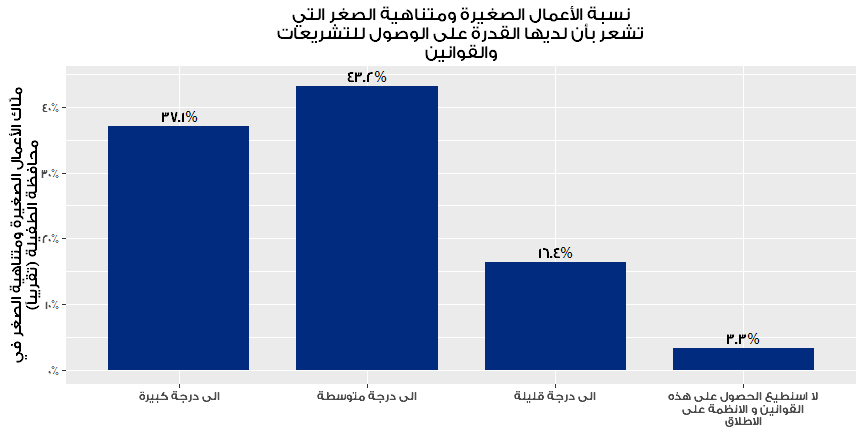 نسبة الأعمال الصغيرة ومتناهية الصغر التي
تشعر بأن لديها القدرة على الوصول للتشريعات
والقوانين
ملّاك الأعمال الصغيرة ومتناهية الصغر في
محافظة الطفيلة (تقريباً)
٤٠%
٣٠%
٢٠%
١٠%
٠%
٣٧.١%
٤٣.٢%
١٦.٤%
٣.٣%
الى درجة كبيرة
الى درجة متوسطة
الى درجة قليلة
لا استطيع الحصول على هذه
القوانين و الانظمة على
الاطلاق